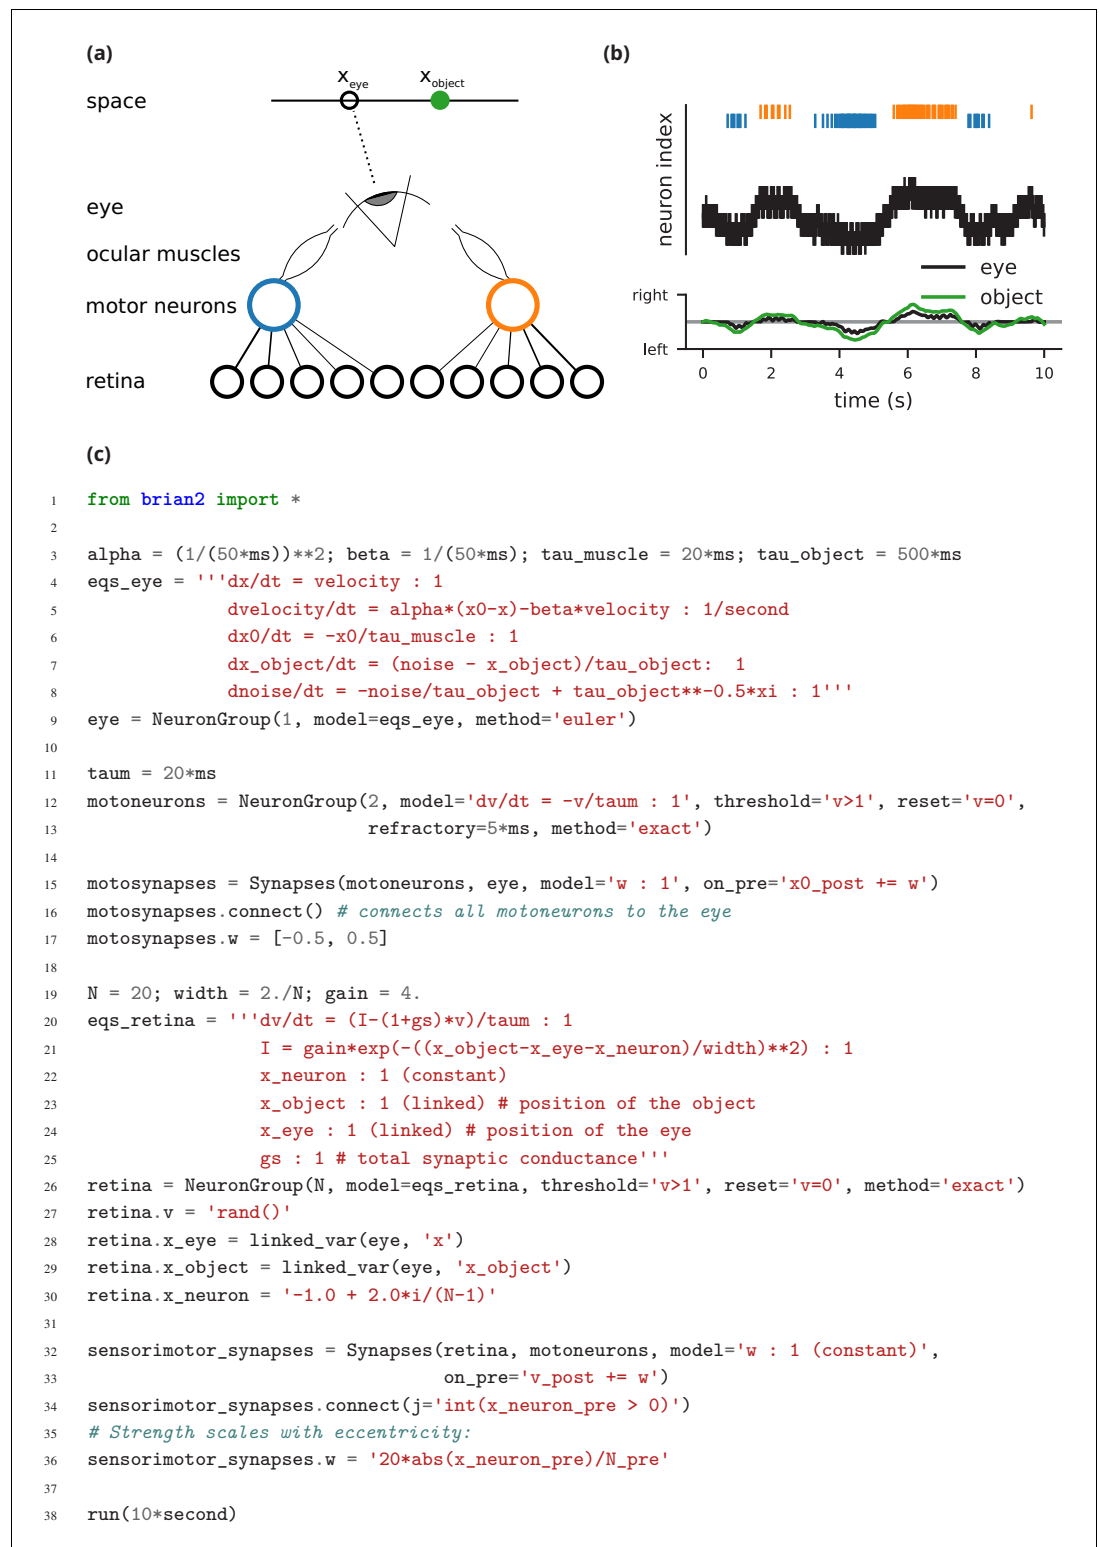 (a)
space
x_eye
x_object
eye
ocular muscles
motor neurons
retina
(b)
neuron index
eye
object
right
left
0 2 4 6 8 10
time (s)
(c)
1 from brian2 import *
2
3 alpha = (1/(50*ms))**2; beta = 1/(50*ms); tau_muscle = 20*ms; tau_object = 500*ms
4 eqs_eye = '''dx/dt = velocity : 1
5              dvelocity/dt = alpha*(x0-x)-beta*velocity : 1/second
6              dx0/dt = -x0/tau_muscle : 1
7              dx_object/dt = (noise - x_object)/tau_object:  1
8              dnoise/dt = -noise/tau_object + tau_object**-0.5*xi : 1'''
9 eye = NeuronGroup(1, model=eqs_eye, method='euler')
10
11 taum = 20*ms
12 motoneurons = NeuronGroup(2, model='dv/dt = -v/taum : 1', threshold='v>1', reset='v=0',
13                           refractory=5*ms, method='exact')
14
15 motosynapses = Synapses(motoneurons, eye, model='w : 1', on_pre='x0_post += w')
16 motosynapses.connect() # connects all motoneurons to the eye
17 motosynapses.w = [-0.5, 0.5]
18
19 N = 20; width = 2./N; gain = 4.
20 eqs_retina = '''dv/dt = (I-(1+gs)*v)/taum : 1
21                 I = gain*exp(-((x_object-x_eye-x_neuron)/width)**2) : 1
22                 x_neuron : 1 (constant)
23                 x_object : 1 (linked) # position of the object
24                 x_eye : 1 (linked) # position of the eye
25                 gs : 1 # total synaptic conductance'''
26 retina = NeuronGroup(N, model=eqs_retina, threshold='v>1', reset='v=0', method='exact')
27 retina.v = 'rand()'
28 retina.x_eye = linked_var(eye, 'x')
29 retina.x_object = linked_var(eye, 'x_object')
30 retina.x_neuron = '-1.0 + 2.0*i/(N-1)'
31
32 sensorimotor_synapses = Synapses(retina, motoneurons, model='w : 1 (constant)',
33                                  on_pre='v_post += w')
34 sensorimotor_synapses.connect(j='int(x_neuron_pre > 0)')
35 # Strength scales with eccentricity:
36 sensorimotor_synapses.w = '20*abs(x_neuron_pre)/N_pre'
37
38 run(10*second)